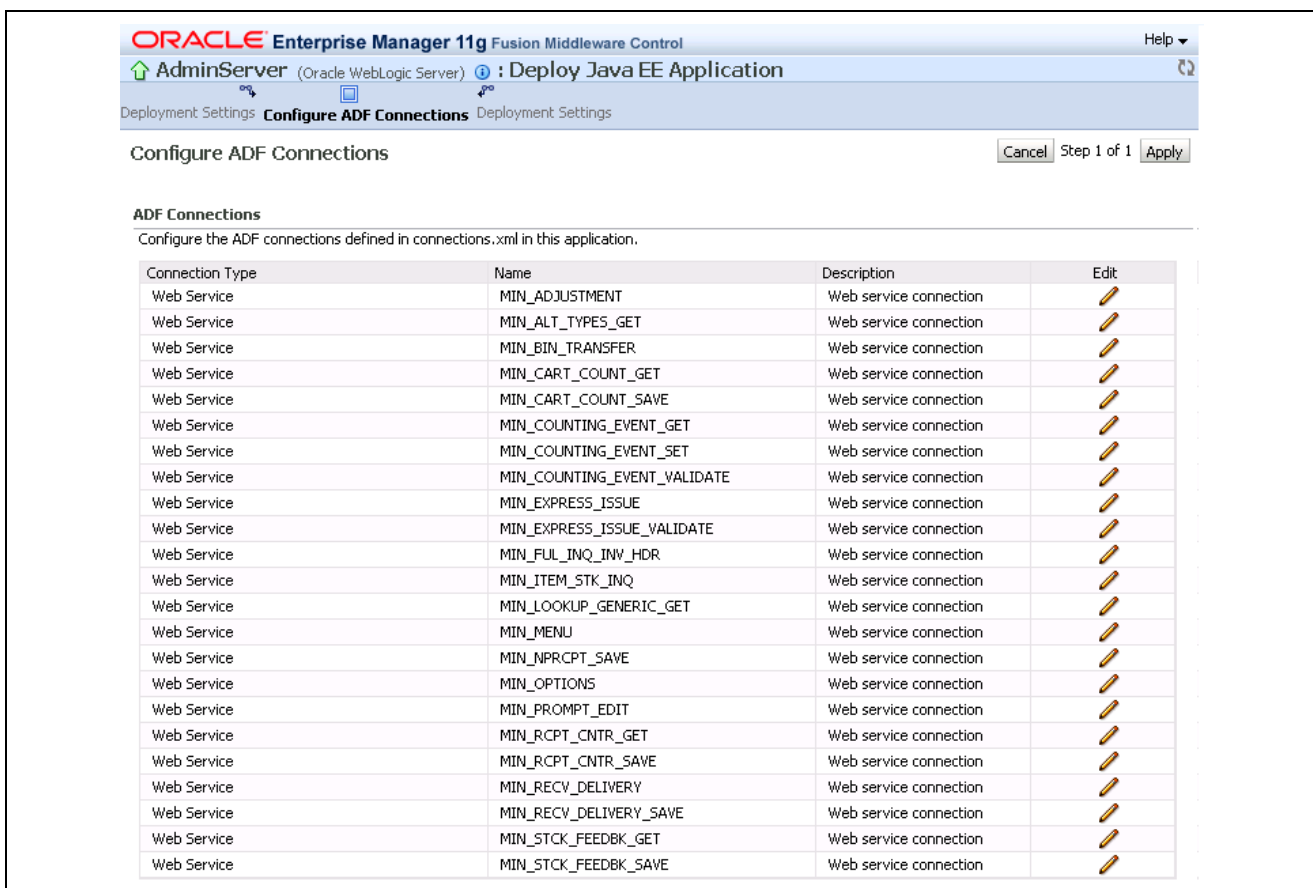 ORACLE Enterprise Manager 11g Fusion Middleware Control Help
AdminServer (Oracle WebLogic Server) : Deploy Java EE Application
Deployment Settings Configure ADF Connections Deployment Settings
Configure ADF Connections Cancel Step 1 of 1 Apply
ADF Connections
Configure the ADF connections defined in connections.xml in this application.
Connection Type Name Description Edit
Web Service MIN_ADJUSTMENT Web service connection
Web Service MIN_ALT_TYPES_GET Web service connection
Web Service MIN_BIN_TRANSFER Web service connection
Web Service MIN_CART_COUNT_GET Web service connection
Web Service MIN_CART_COUNT_SAVE Web service connection
Web Service MIN_COUNTING_EVENT_GET Web service connection
Web Service MIN_COUNTING_EVENT_SET Web service connection
Web Service MIN_COUNTING_EVENT_VALIDATE Web service connection
Web Service MIN_EXPRESS_ISSUE Web service connection
Web Service MIN_EXPRESS_ISSUE_VALIDATE Web service connection
Web Service MIN_FUL_INQ_INV_HDR Web service connection
Web Service MIN_ITEM_STK_INQ Web service connection
Web Service MIN_LOOKUP_GENERIC_GET Web service connection
Web Service MIN_MENU Web service connection
Web Service MIN_NPRCPT_SAVE Web service connection
Web Service MIN_OPTIONS Web service connection
Web Service MIN_PROMPT_EDIT Web service connection
Web Service MIN_RCPT_CNTR_GET Web service connection
Web Service MIN_RCPT_CNTR_SAVE Web service connection
Web Service MIN_RECV_DELIVERY Web service connection
Web Service MIN_RECV_DELIVERY_SAVE Web service connection
Web Service MIN_STCK_FEEDBK_GET Web service connection
Web Service MIN_STCK_FEEDBK_SAVE Web service connection